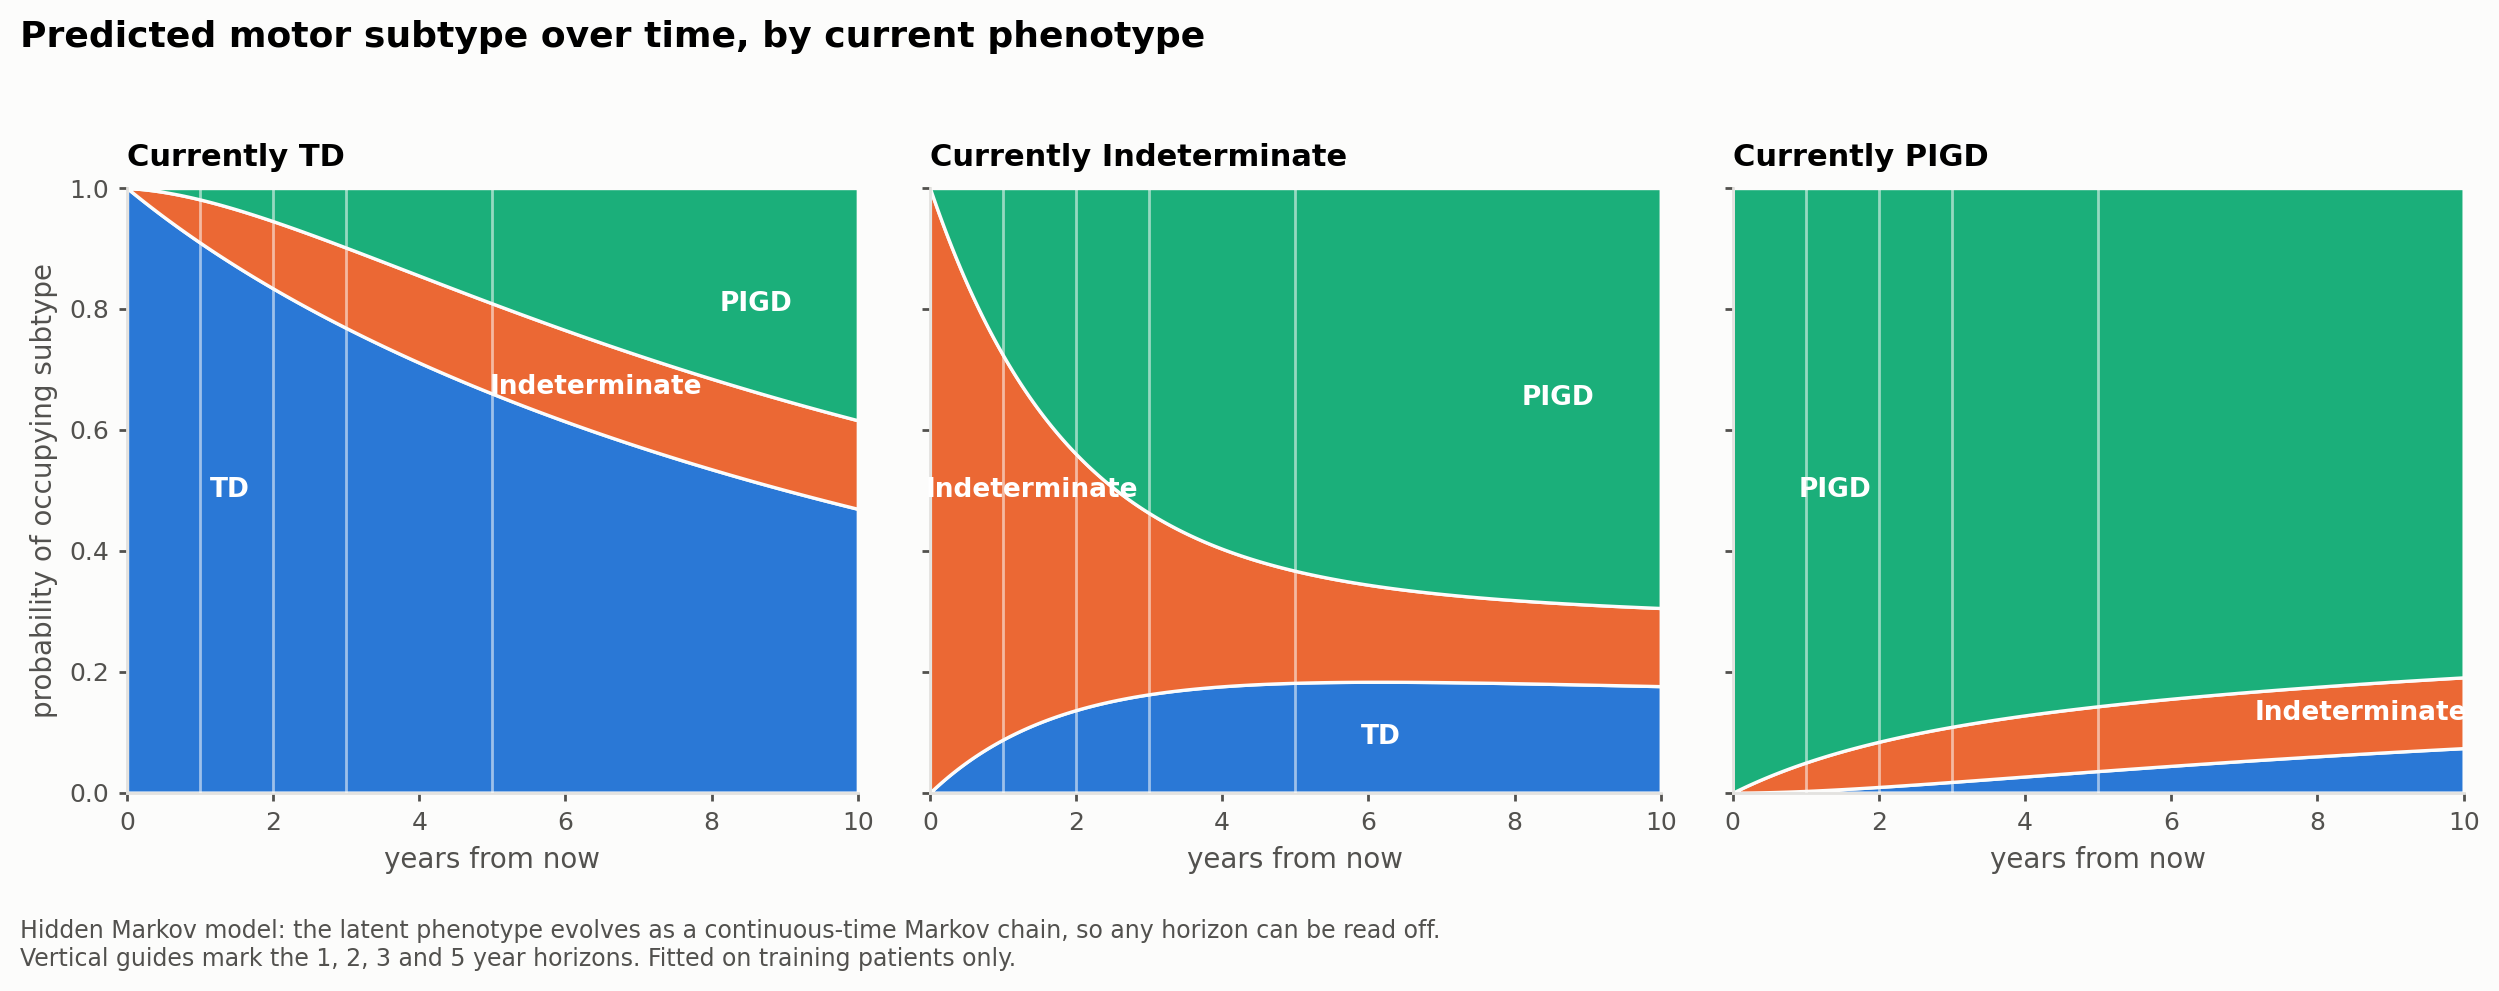 Predicted motor subtype over time, by current phenotype
Currently TD
Currently Indeterminate
Currently PIGD
probability of occupying subtype
1.0
0.8
0.6
0.4
0.2
0.0
PIGD
Indeterminate
TD
0 2 4 6 8 10
years from now
PIGD
Indeterminate
TD
0 2 4 6 8 10
years from now
PIGD
Indeterminate
0 2 4 6 8 10
years from now
Hidden Markov model: the latent phenotype evolves as a continuous-time Markov chain, so any horizon can be read off.
Vertical guides mark the 1, 2, 3 and 5 year horizons. Fitted on training patients only.